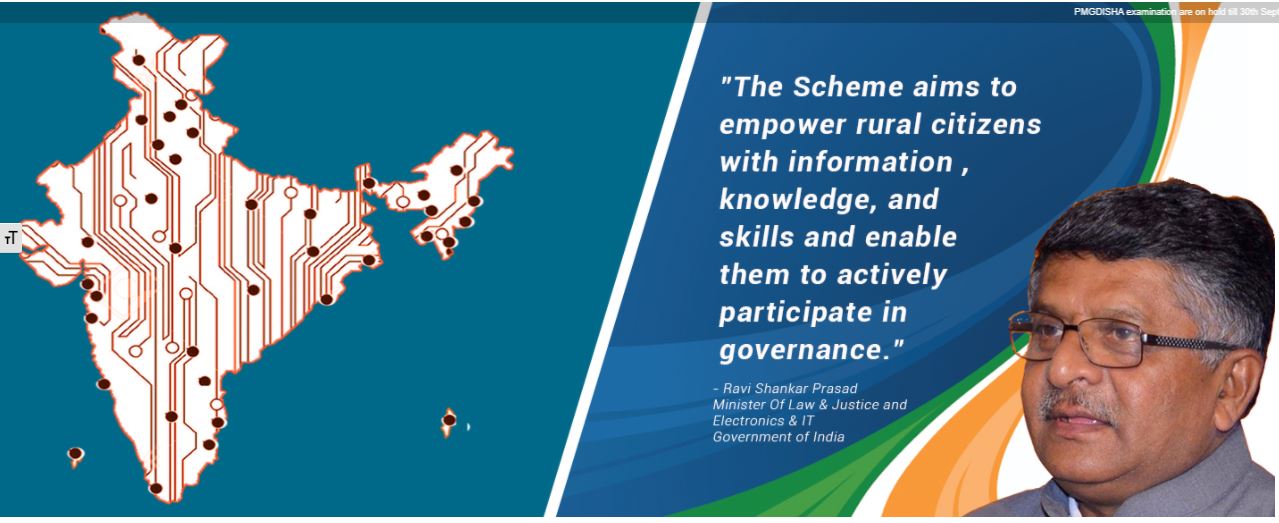 PMGDISHA examination are on hold till 30th Sept
"The Scheme aims to
empower rural citizens
with information ,
knowledge, and
skills and enable
them to actively
participate in
governance."
- Ravi Shankar Prasad
Minister Of Law & Justice and
Electronics & IT
Government of India
TT